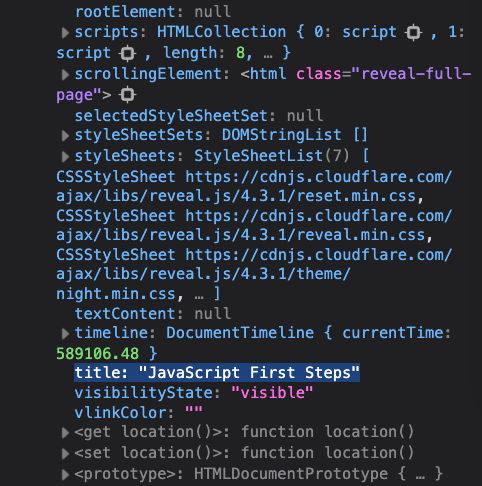 rootElement: null
scripts: HTMLCollection { 0: script , 1:
script , length: 8, … }
scrollingElement: <html class="reveal-full-
page">
selectedStyleSheetSet: null
styleSheetSets: DOMStringList []
styleSheets: StyleSheetList(7) [
CSSStyleSheet https://cdnjs.cloudflare.com/
ajax/libs/reveal.js/4.3.1/reset.min.css,
CSSStyleSheet https://cdnjs.cloudflare.com/
ajax/libs/reveal.js/4.3.1/reveal.min.css,
CSSStyleSheet https://cdnjs.cloudflare.com/
ajax/libs/reveal.js/4.3.1/theme/
night.min.css, … ]
textContent: null
timeline: DocumentTimeline { currentTime:
589106.48 }
title: "JavaScript First Steps"
visibilityState: "visible"
vlinkColor: ""
<get location()>: function location()
<set location()>: function location()
<prototype>: HTMLDocumentPrototype { … }